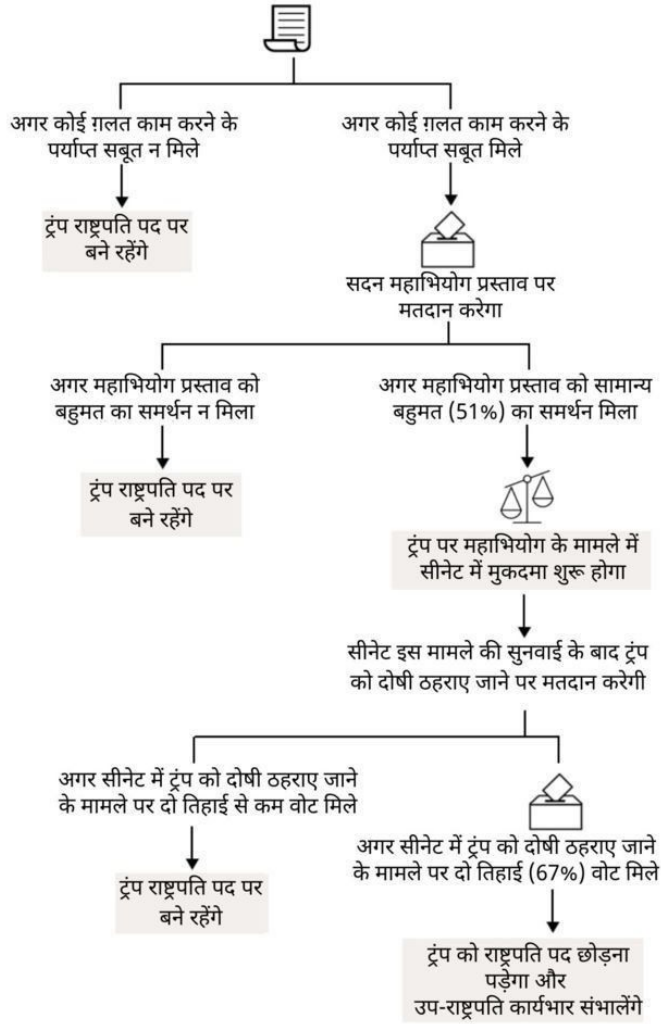 अगर कोई ग़लत काम करने के
पर्याप्त सबूत न मिले
ट्रंप राष्ट्रपति पद पर
बने रहेंगे
अगर कोई ग़लत काम करने के
पर्याप्त सबूत मिले
सदन महाभियोग प्रस्ताव पर
मतदान करेगा
अगर महाभियोग प्रस्ताव को
बहुमत का समर्थन न मिला
ट्रंप राष्ट्रपति पद पर
बने रहेंगे
अगर महाभियोग प्रस्ताव को सामान्य
बहुमत (51%) का समर्थन मिला
ट्रंप पर महाभियोग के मामले में
सीनेट में मुकदमा शुरू होगा
सीनेट इस मामले की सुनवाई के बाद ट्रंप
को दोषी ठहराए जाने पर मतदान करेगी
अगर सीनेट में ट्रंप को दोषी ठहराए जाने
के मामले पर दो तिहाई से कम वोट मिले
ट्रंप राष्ट्रपति पद पर
बने रहेंगे
अगर सीनेट में ट्रंप को दोषी ठहराए जाने
के मामले पर दो तिहाई (67%) वोट मिले
ट्रंप को राष्ट्रपति पद छोड़ना
पड़ेगा और
उप-राष्ट्रपति कार्यभार संभालेंगे